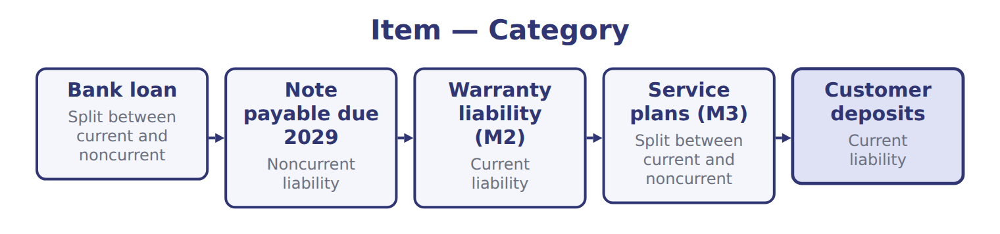 Item — Category
Bank loan
Split between
current and
noncurrent
Note
payable due
2029
Noncurrent
liability
Warranty
liability
(M2)
Current
liability
Service
plans (M3)
Split between
current and
noncurrent
Customer
deposits
Current
liability